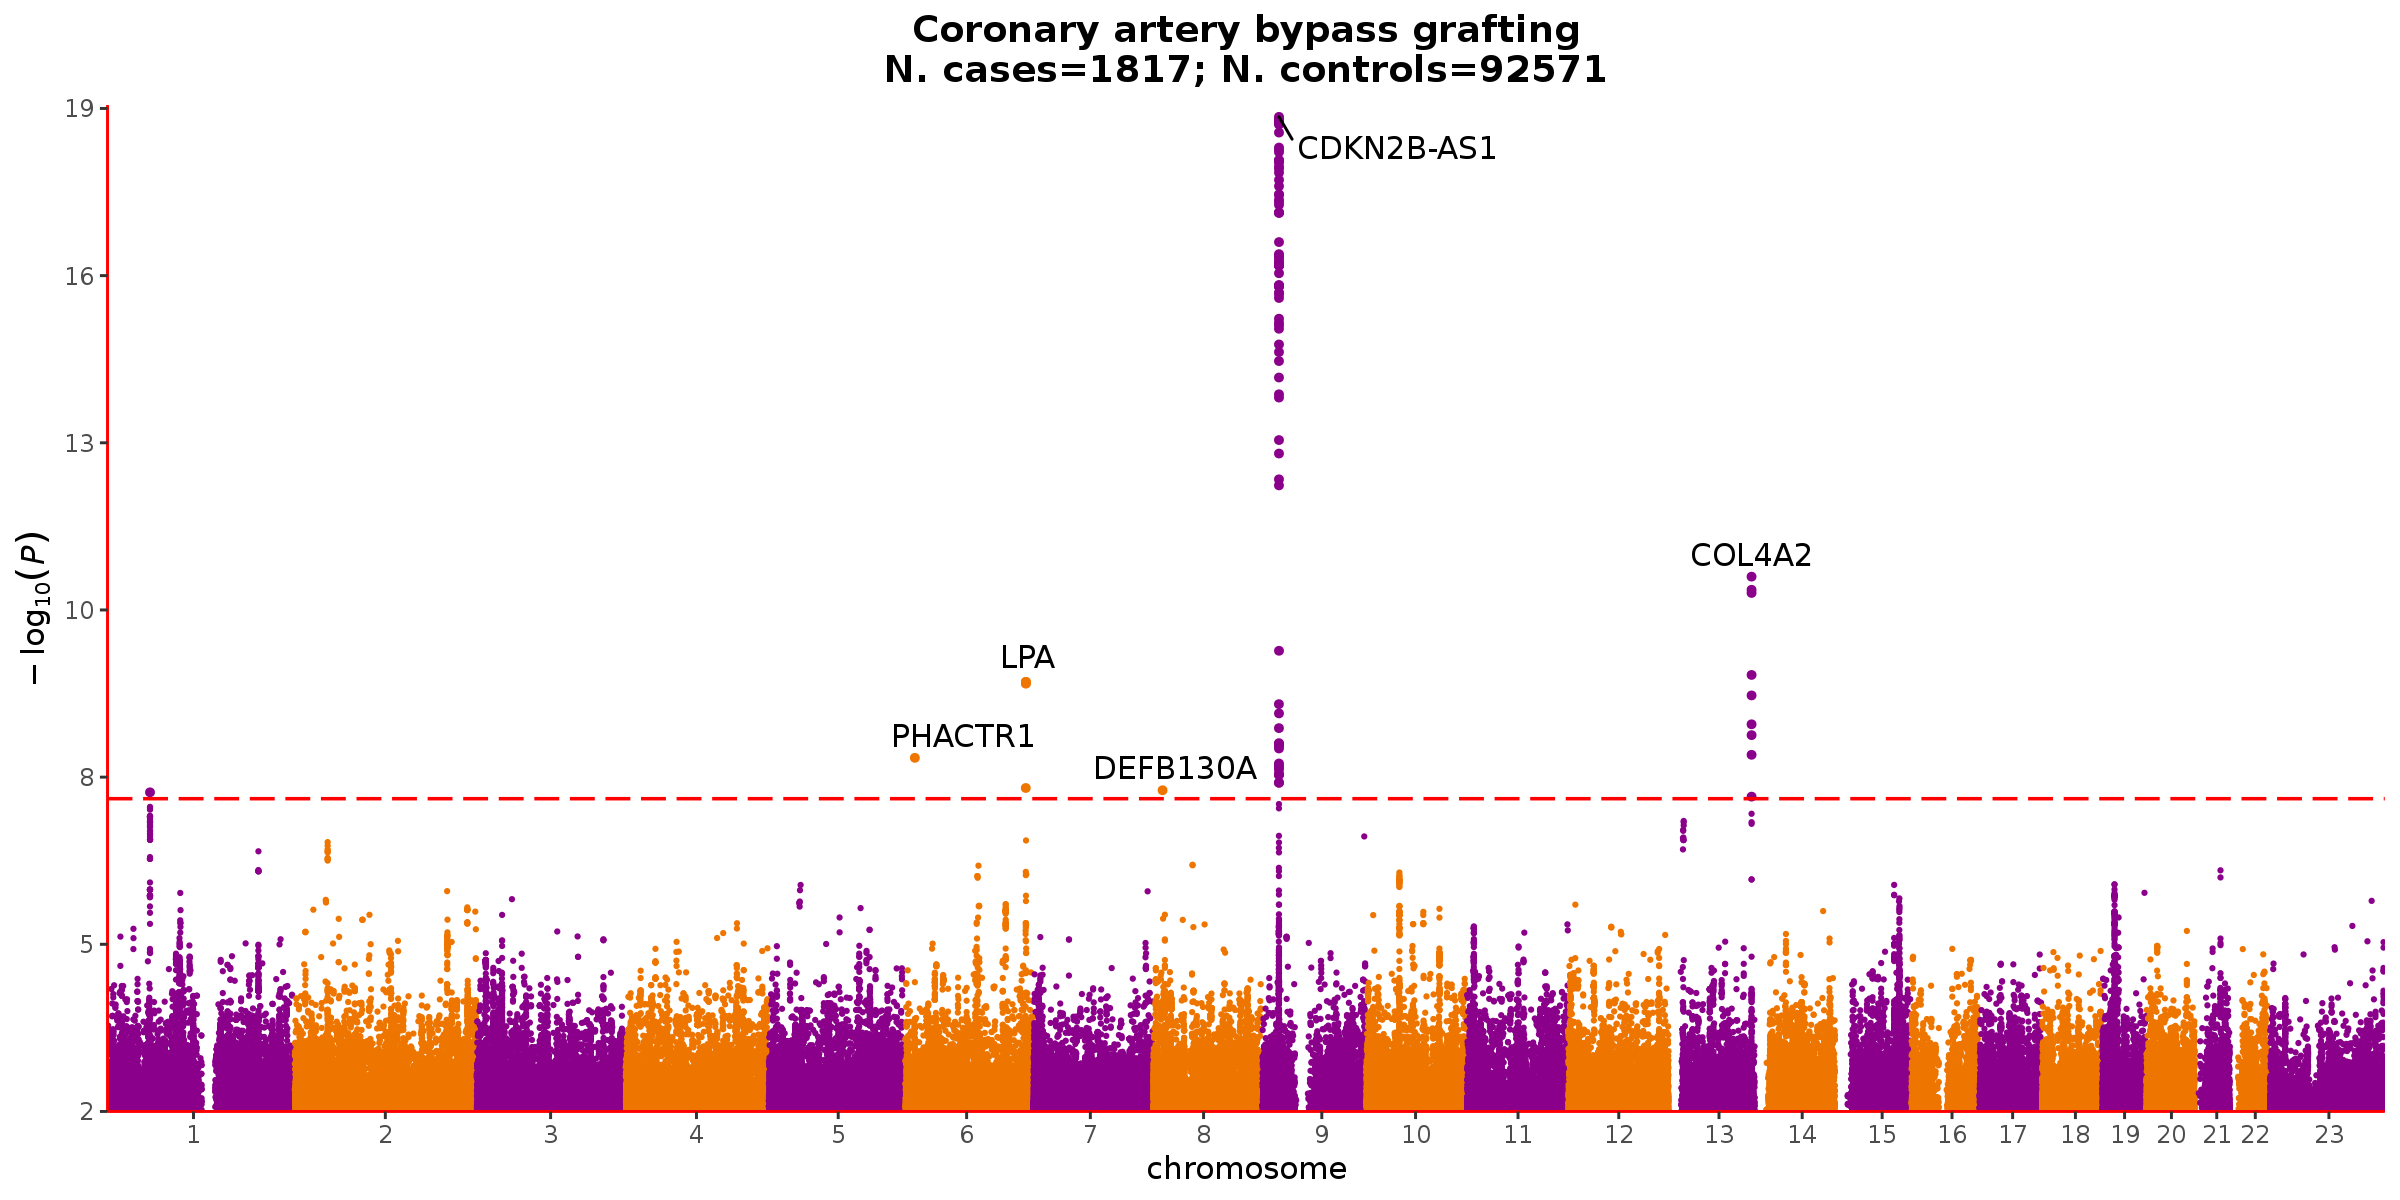 Coronary artery bypass grafting
N. cases=1817; N. controls=92571
19
CDKN2B-AS1
16
13
COL4A2
10
LPA
PHACTR1
DEFB130A
8
5
2
−log10(P)
1 2 3 4 5 6 7 8 9 10 11 12 13 14 15 16 17 18 19 20 21 22 23
chromosome